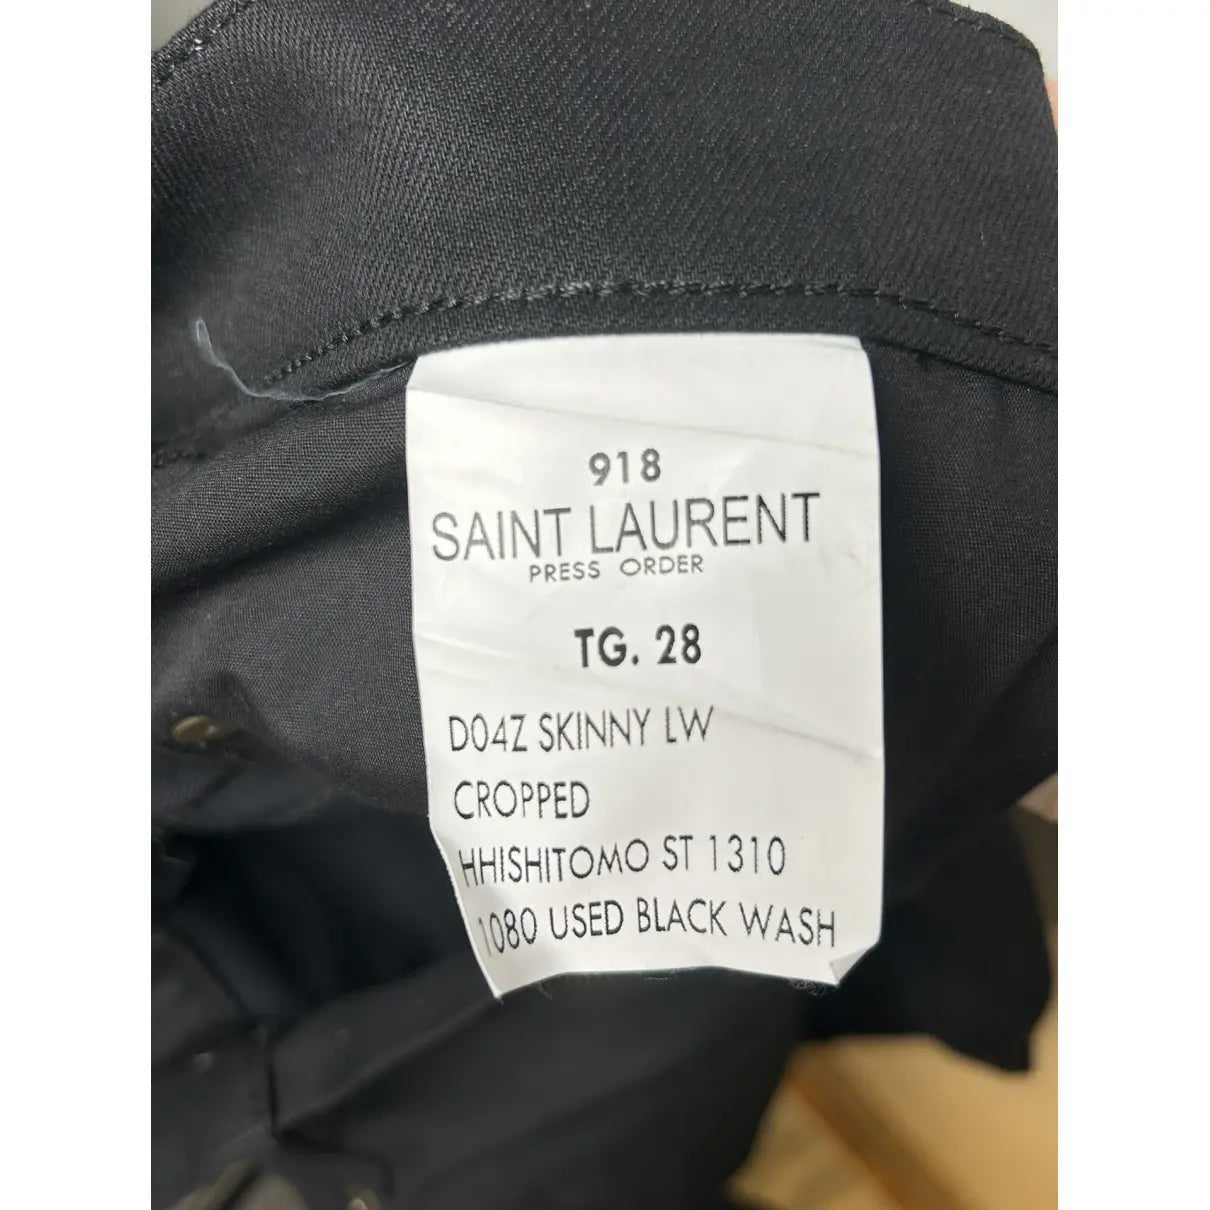 918
SAINT LAURENT
PRESS ORDER
TG. 28
D04Z SKINNY LW
CROPPED
HHISHITOMO ST 1310
1080 USED BLACK WASH